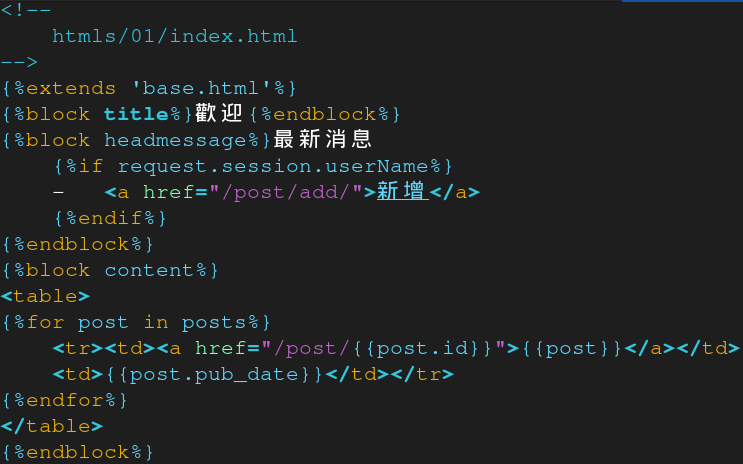 <!--
    htmls/01/index.html
-->
{%extends 'base.html'%}
{%block title%}歡迎{%endblock%}
{%block headmessage%}最新消息
    {%if request.session.userName%}
    -   <a href="/post/add/">新增</a>
    {%endif%}
{%endblock%}
{%block content%}
<table>
{%for post in posts%}
    <tr><td><a href="/post/{{post.id}}">{{post}}</a></td>
    <td>{{post.pub_date}}</td></tr>
{%endfor%}
</table>
{%endblock%}